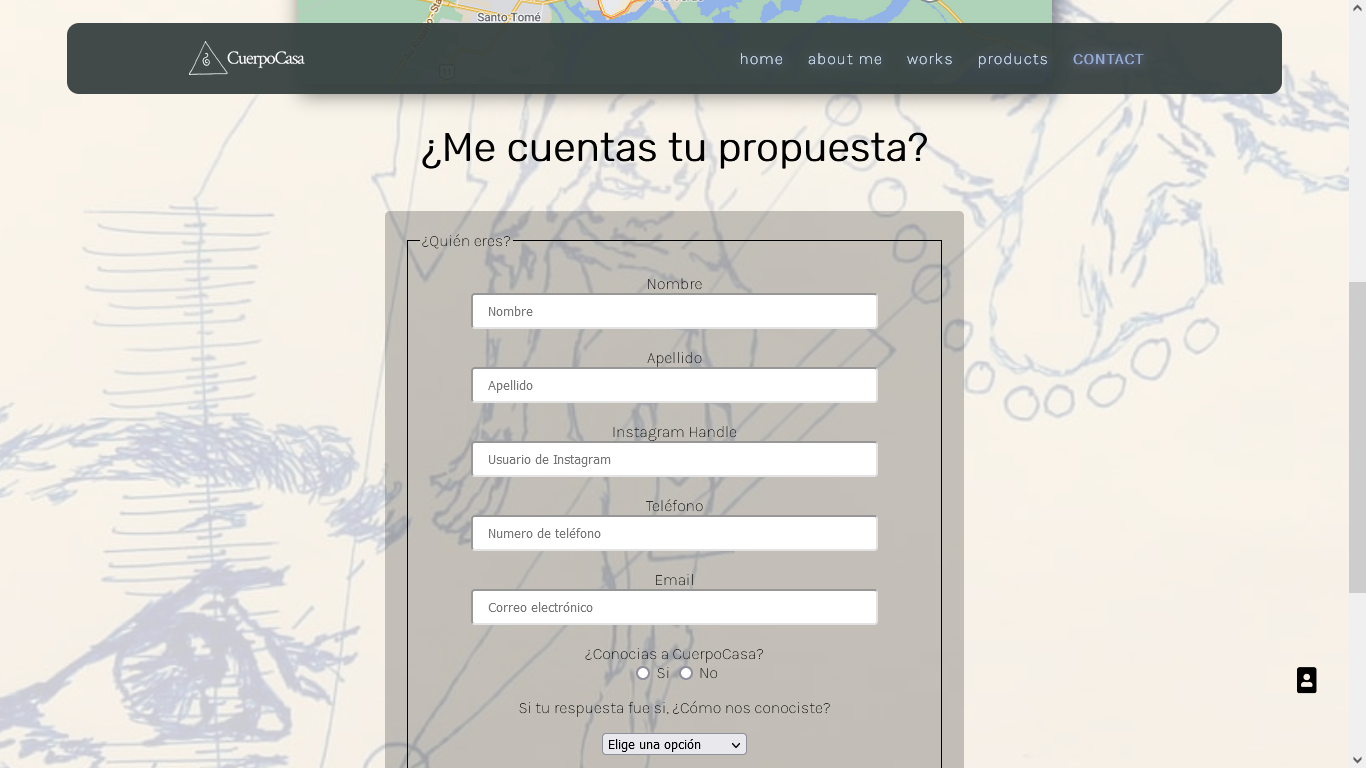 Santo Tomé
CuerpoCasa
home about me works products CONTACT
¿Me cuentas tu propuesta?
¿Quién eres?
Nombre
Nombre
Apellido
Apellido
Instagram Handle
Usuario de Instagram
Teléfono
Numero de teléfono
Email
Correo electrónico
¿Conocias a CuerpoCasa?
Si No
Si tu respuesta fue si, ¿Cómo nos conociste?
Elige una opción